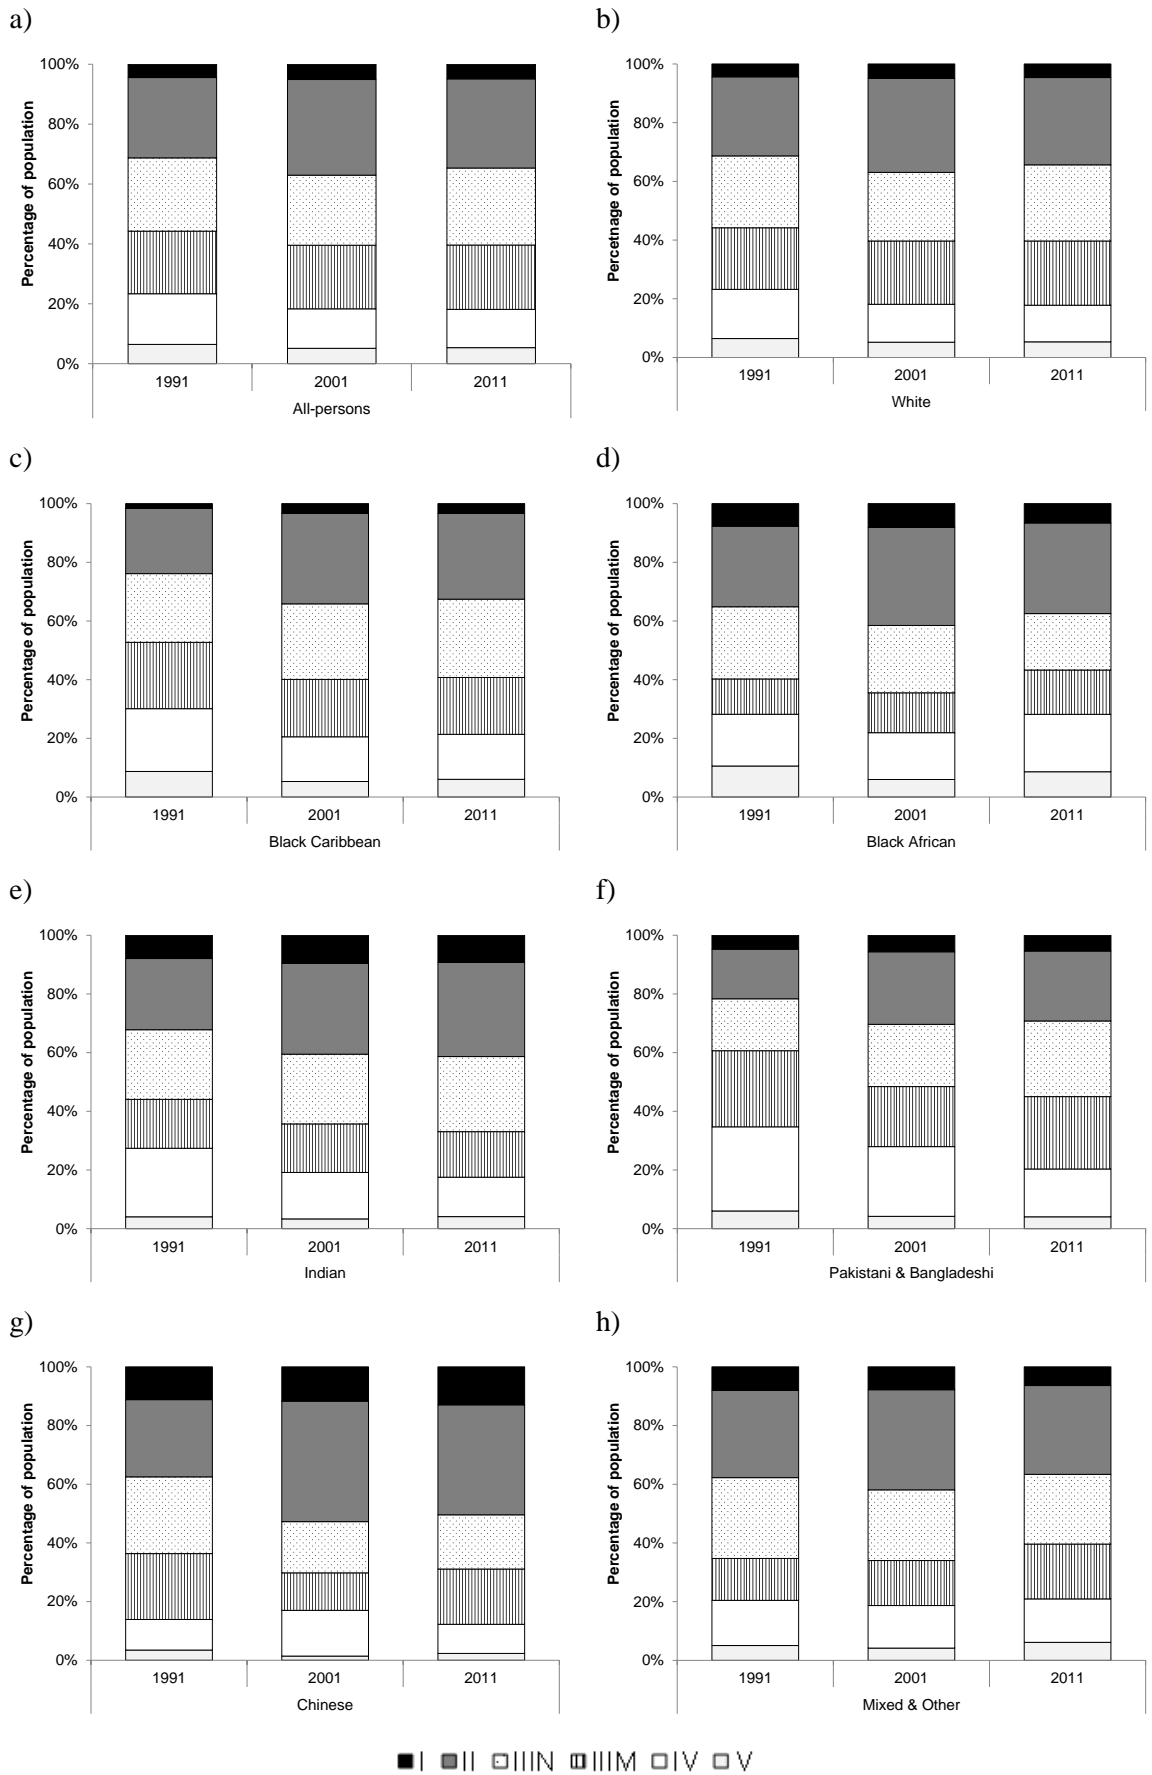 a)
100%
80%
60%
40%
20%
0%
Percentage of population
1991 2001 2011
All-persons
b)
100%
80%
60%
40%
20%
0%
Percetnage of population
1991 2001 2011
White
c)
100%
80%
60%
40%
20%
0%
Percentage of population
1991 2001 2011
Black Caribbean
d)
100%
80%
60%
40%
20%
0%
Percentage of population
1991 2001 2011
Black African
e)
100%
80%
60%
40%
20%
0%
Percentage of population
1991 2001 2011
Indian
f)
100%
80%
60%
40%
20%
0%
Percentage of population
1991 2001 2011
Pakistani & Bangladeshi
g)
100%
80%
60%
40%
20%
0%
Percentage of population
1991 2001 2011
Chinese
h)
100%
80%
60%
40%
20%
0%
Percentage of population
1991 2001 2011
Mixed & Other
I II IIIN IIIM IV V